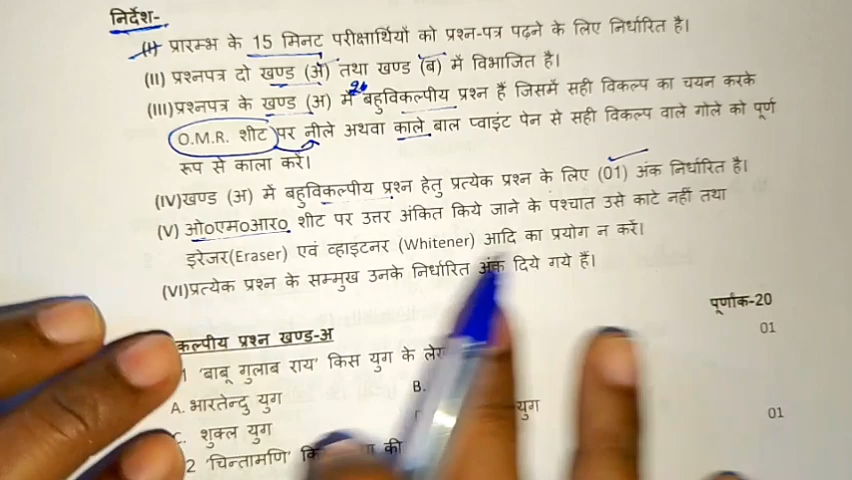 निर्देश-
(I) प्रारम्भ के 15 मिनट परीक्षार्थियों को प्रश्न-पत्र पढ़ने के लिए निर्धारित है।
(II) प्रश्नपत्र दो खण्ड (अ) तथा खण्ड (ब) में विभाजित है।
(III)प्रश्नपत्र के खण्ड (अ) में बहुविकल्पीय प्रश्न हैं जिसमें सही विकल्प का चयन करके
O.M.R. शीट पर नीले अथवा काले बाल प्वाइंट पेन से सही विकल्प वाले गोले को पूर्ण
रूप से काला करें।
(IV)खण्ड (अ) में बहुविकल्पीय प्रश्न हेतु प्रत्येक प्रश्न के लिए (01) अंक निर्धारित है।
(V) ओ0एम0आर0 शीट पर उत्तर अंकित किये जाने के पश्चात उसे काटे नहीं तथा
इरेजर(Eraser) एवं व्हाइटनर (Whitener) आदि का प्रयोग न करें।
(VI)प्रत्येक प्रश्न के सम्मुख उनके निर्धारित अंक दिये गये हैं।
पूर्णांक-20
कल्पीय प्रश्न खण्ड-अ
01
1 'बाबू गुलाब राय' किस युग के
A. भारतेन्दु युग
B.
C. शुक्ल युग
युग
01
2 'चिन्तामणि' की